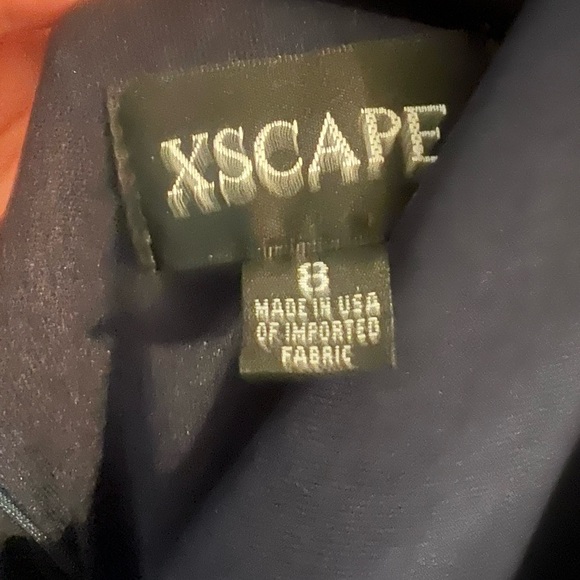 XSCAPE
8
MADE IN USA
OF IMPORTED
FABRIC